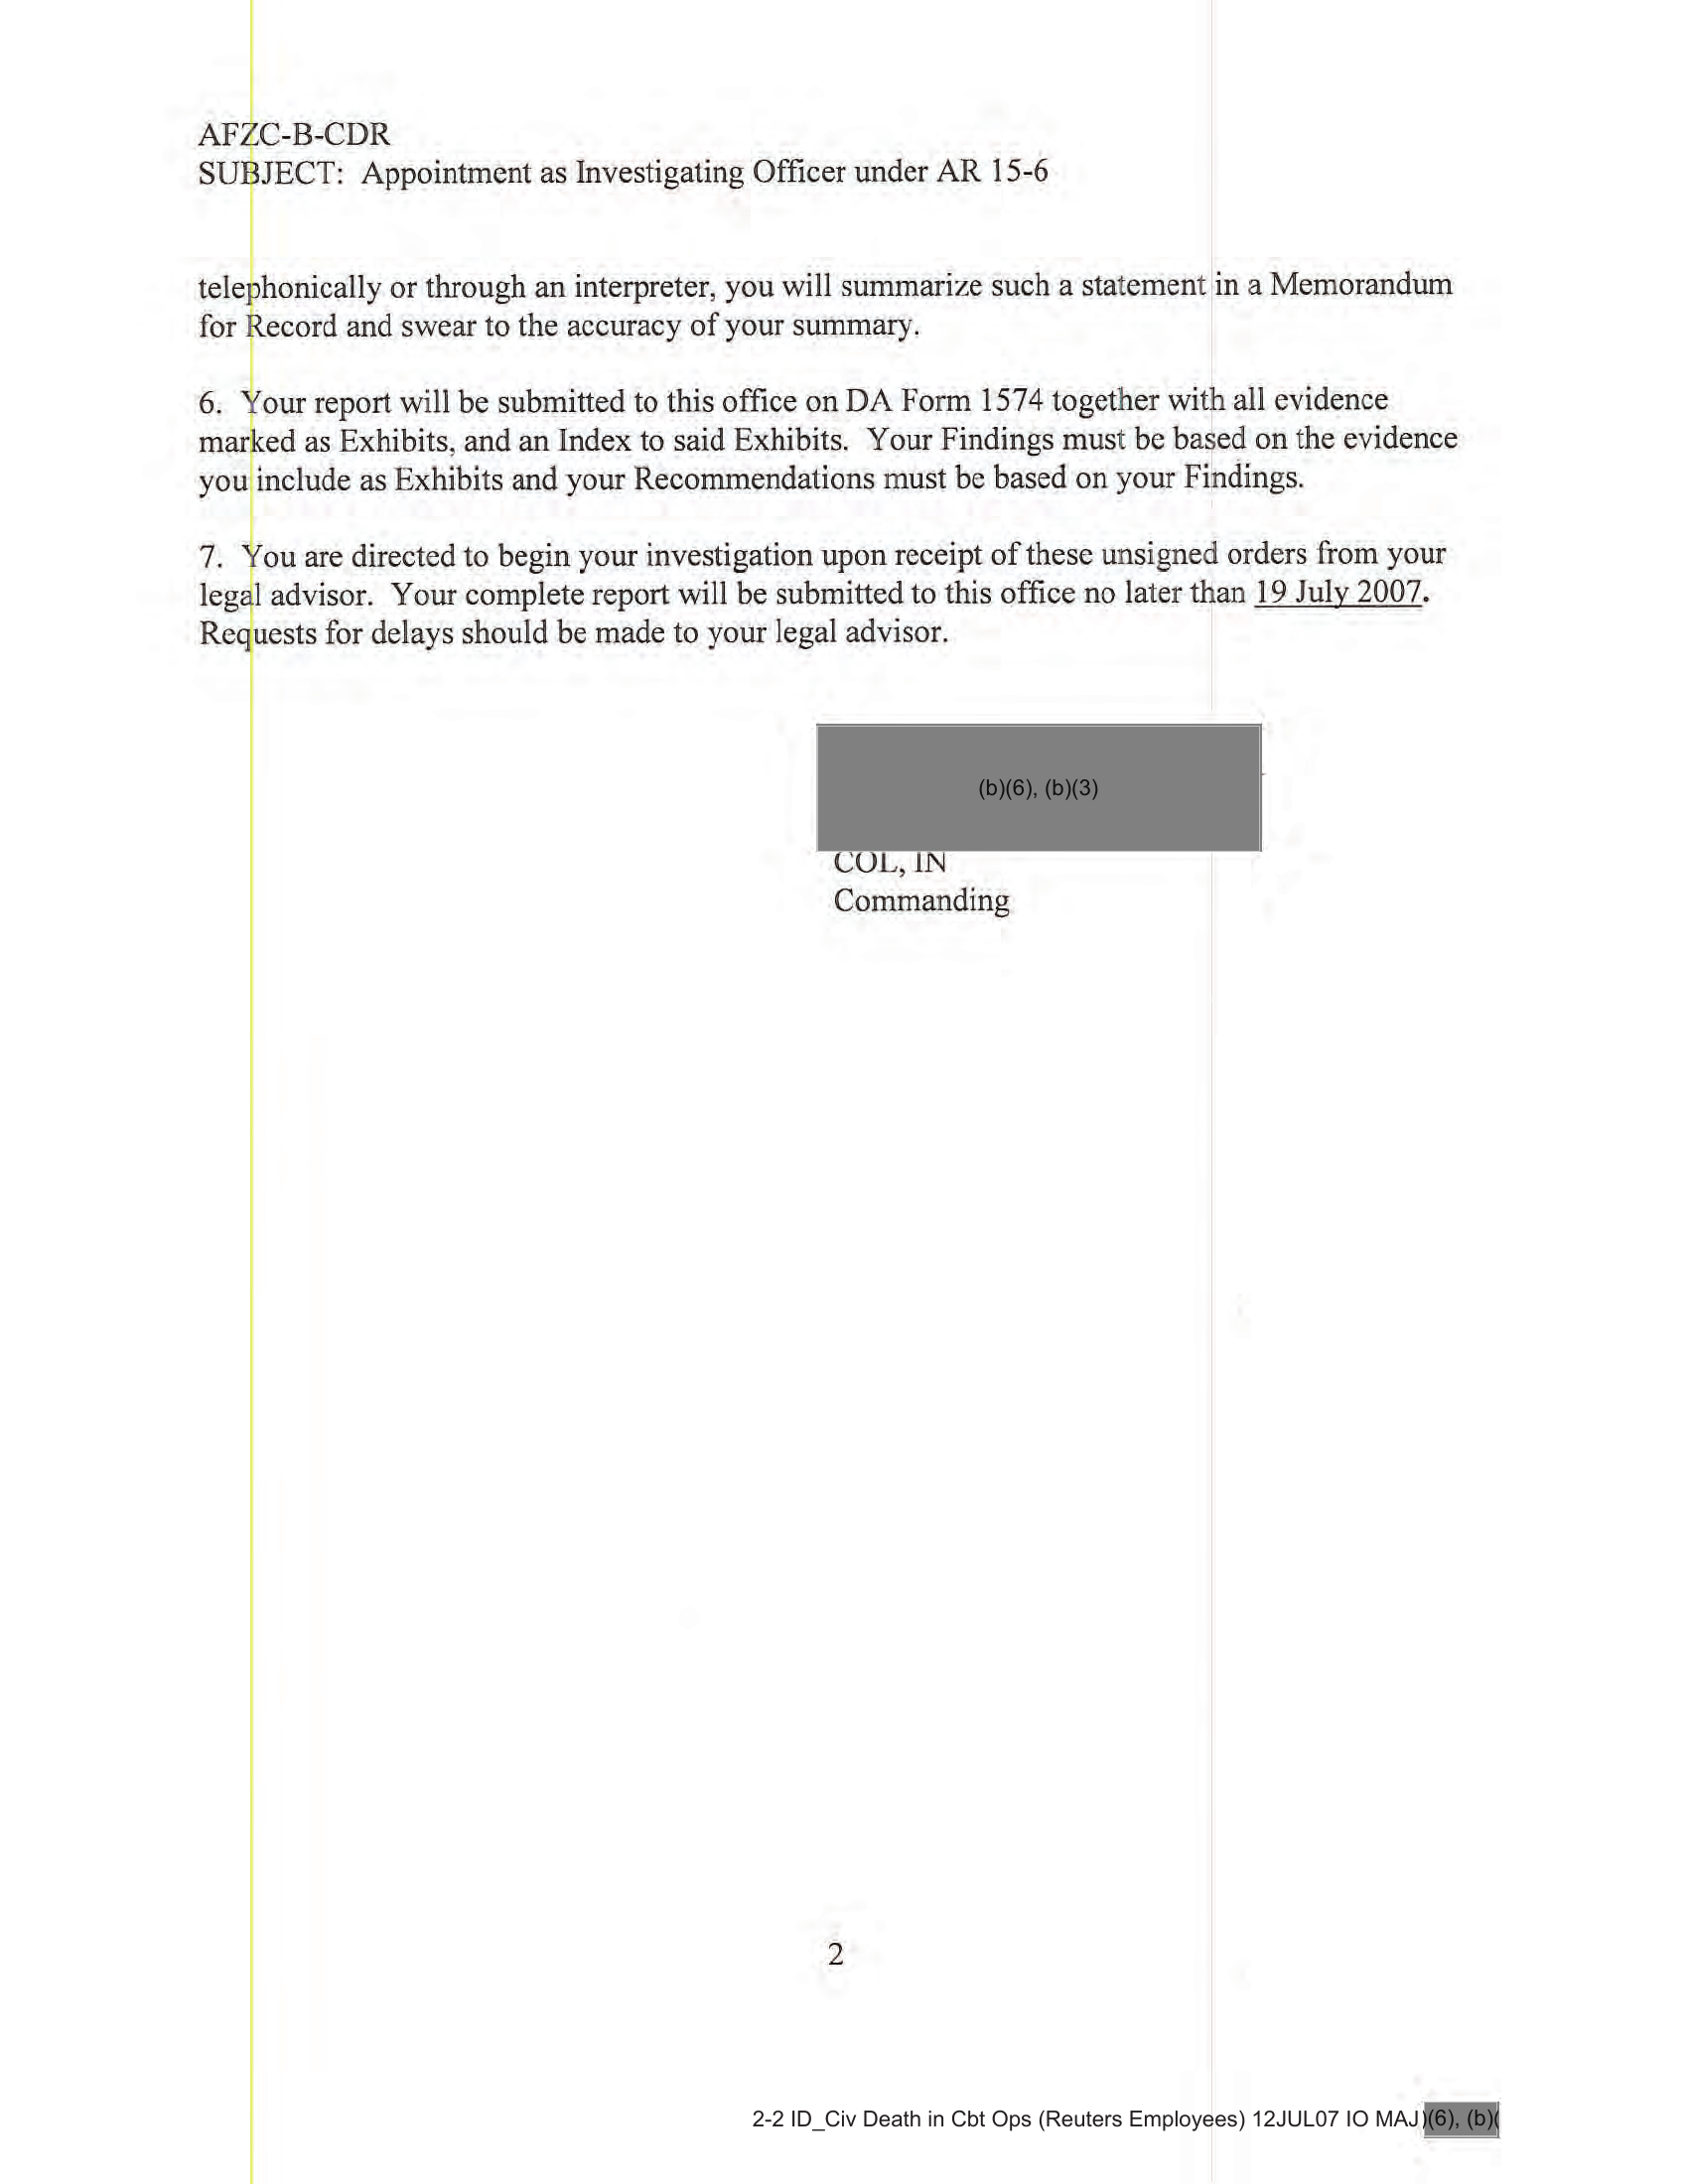 AFZC-B-CDR
SUBJECT: Appointment as Investigating Officer under AR 15-6
telephonically or through an interpreter, you will summarize such a statement in a Memorandum
for Record and swear to the accuracy of your summary.
6. Your report will be submitted to this office on DA Form 1574 together with all evidence
marked as Exhibits, and an Index to said Exhibits. Your Findings must be based on the evidence
you include as Exhibits and your Recommendations must be based on your Findings.
7. You are directed to begin your investigation upon receipt of these unsigned orders from your
legal advisor. Your complete report will be submitted to this office no later than 19 July 2007.
Requests for delays should be made to your legal advisor.
(b)(6), (b)(3)
COL, IN
Commanding
2
2-2 ID_Civ Death in Cbt Ops (Reuters Employees) 12JUL07 IO MAJ)(6), (b)(